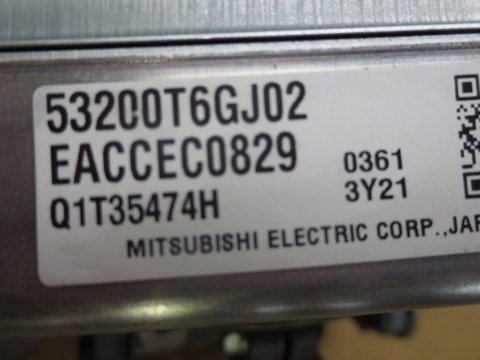 53200T6GJ02
EACCEC0829 0361
Q1T35474H 3Y21
MITSUBISHI ELECTRIC CORP.,JAP